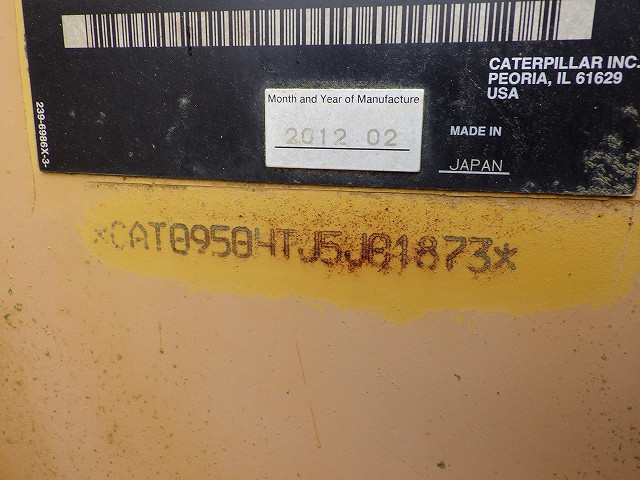 CATERPILLAR INC.
PEORIA, IL 61629
USA
Month and Year of Manufacture
2012 02
MADE IN
JAPAN
239-6986X-3-
*CAT09504TJ5J01873*